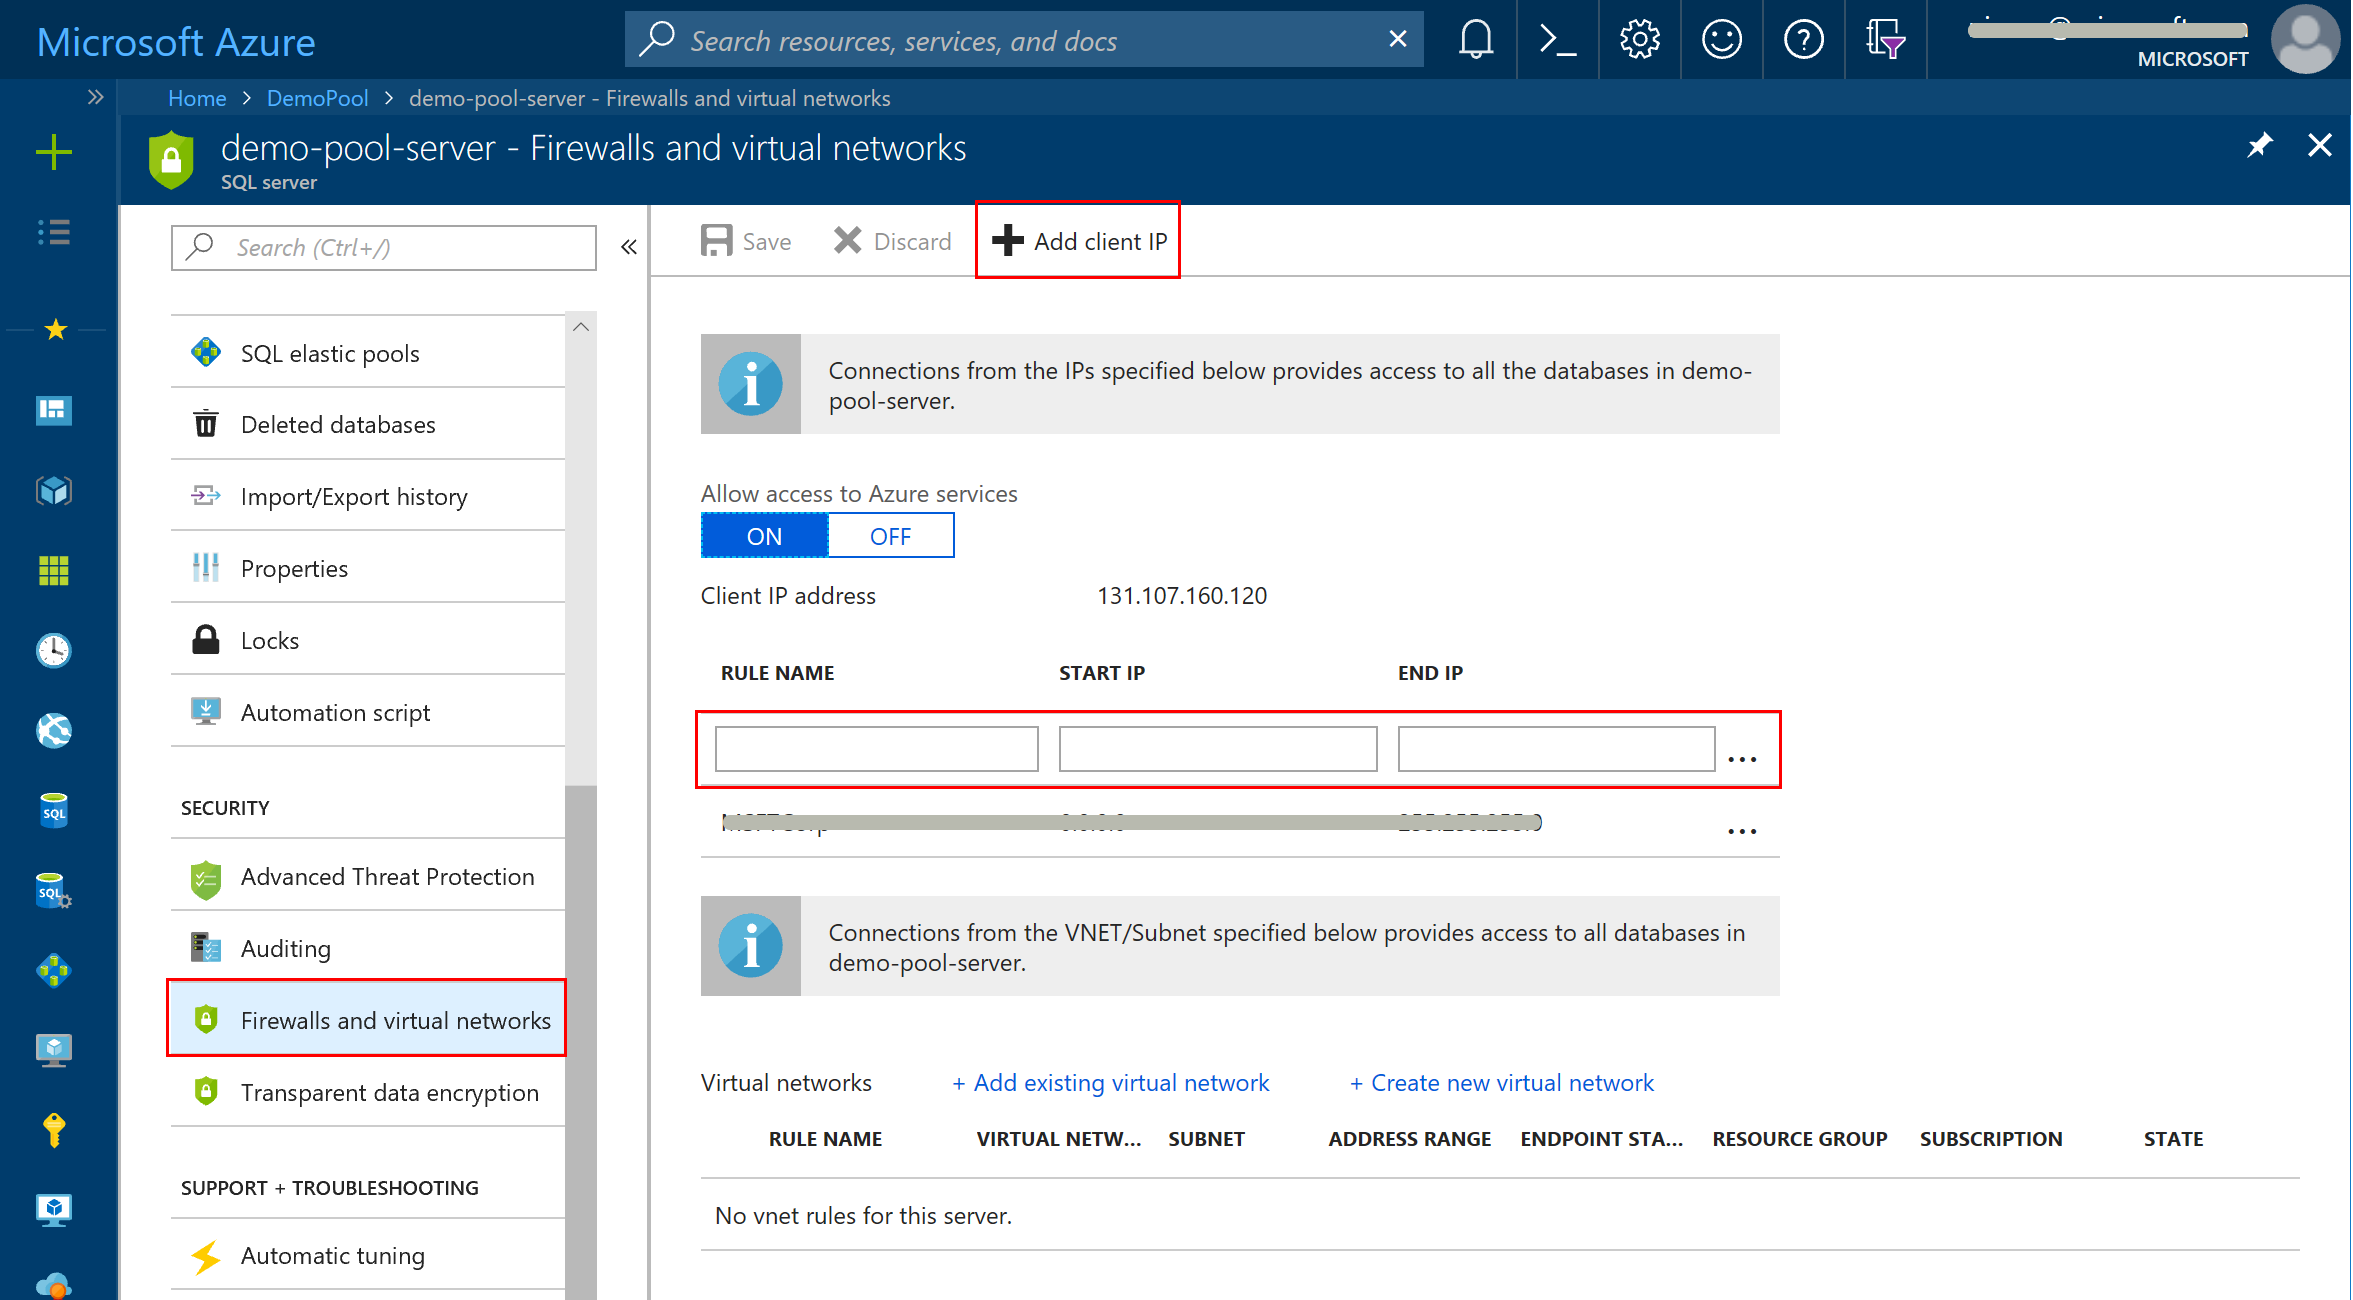 Microsoft Azure
Search resources, services, and docs
MICROSOFT
Home > DemoPool > demo-pool-server - Firewalls and virtual networks
demo-pool-server - Firewalls and virtual networks
SQL server
Search (Ctrl+/)
SQL elastic pools
Deleted databases
Import/Export history
Properties
Locks
Automation script
SECURITY
Advanced Threat Protection
Auditing
Firewalls and virtual networks
Transparent data encryption
SUPPORT + TROUBLESHOOTING
Automatic tuning
Save Discard Add client IP
Connections from the IPs specified below provides access to all the databases in demo-
pool-server.
Allow access to Azure services
ON OFF
Client IP address 131.107.160.120
RULE NAME START IP END IP
...
...
Connections from the VNET/Subnet specified below provides access to all databases in
demo-pool-server.
Virtual networks + Add existing virtual network + Create new virtual network
RULE NAME VIRTUAL NETW... SUBNET ADDRESS RANGE ENDPOINT STA... RESOURCE GROUP SUBSCRIPTION STATE
No vnet rules for this server.
SQL
SQL